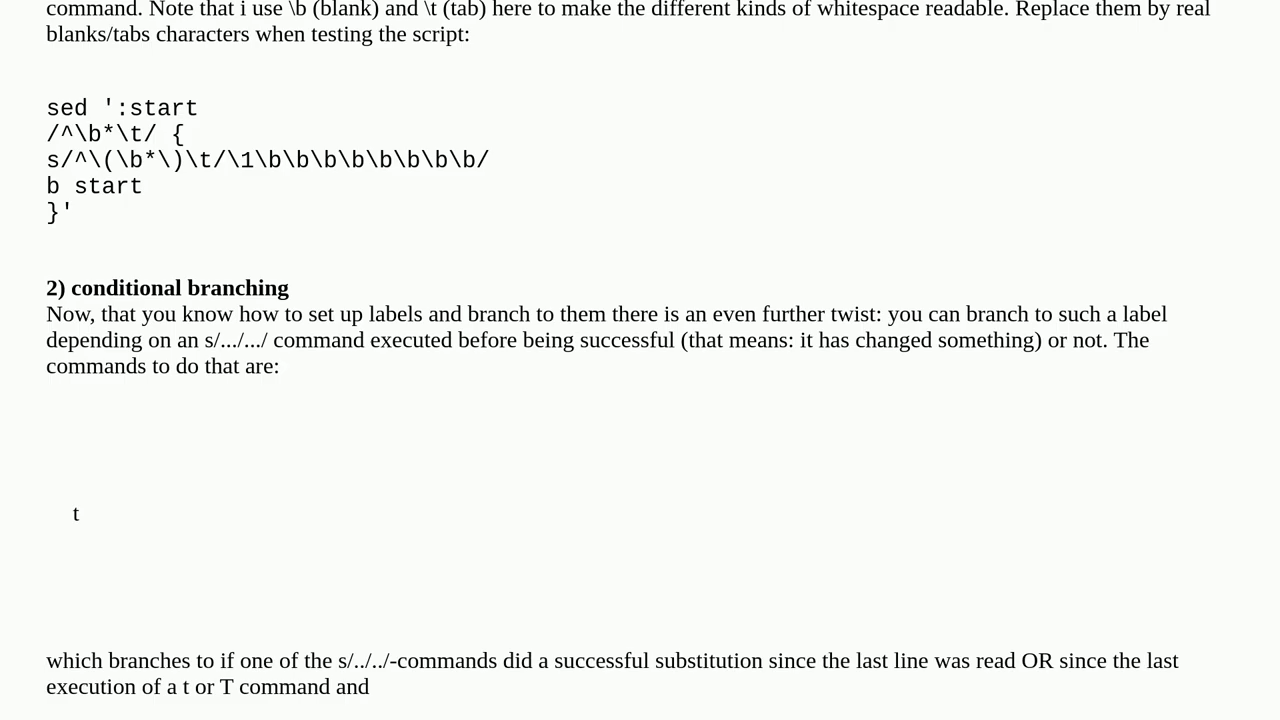 command. Note that i use \b (blank) and \t (tab) here to make the different kinds of whitespace readable. Replace them by real
blanks/tabs characters when testing the script:
sed ':start
/^\b*\t/ {
s/^\(\b*\)\t/\1\b\b\b\b\b\b\b\b/
b start
}'
2) conditional branching
Now, that you know how to set up labels and branch to them there is an even further twist: you can branch to such a label
depending on an s/.../.../ command executed before being successful (that means: it has changed something) or not. The
commands to do that are:
t
which branches to if one of the s/../../-commands did a successful substitution since the last line was read OR since the last
execution of a t or T command and